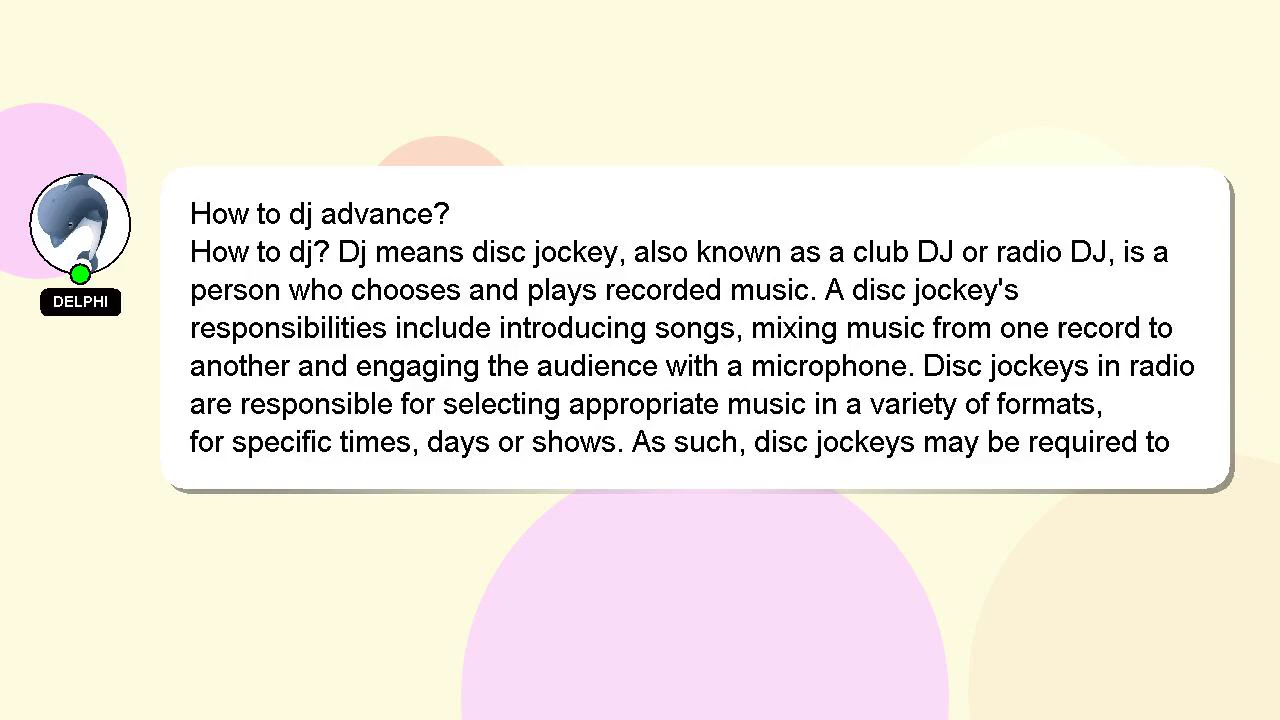 How to dj advance?
How to dj? Dj means disc jockey, also known as a club DJ or radio DJ, is a
person who chooses and plays recorded music. A disc jockey's
responsibilities include introducing songs, mixing music from one record to
another and engaging the audience with a microphone. Disc jockeys in radio
are responsible for selecting appropriate music in a variety of formats,
for specific times, days or shows. As such, disc jockeys may be required to
DELPHI